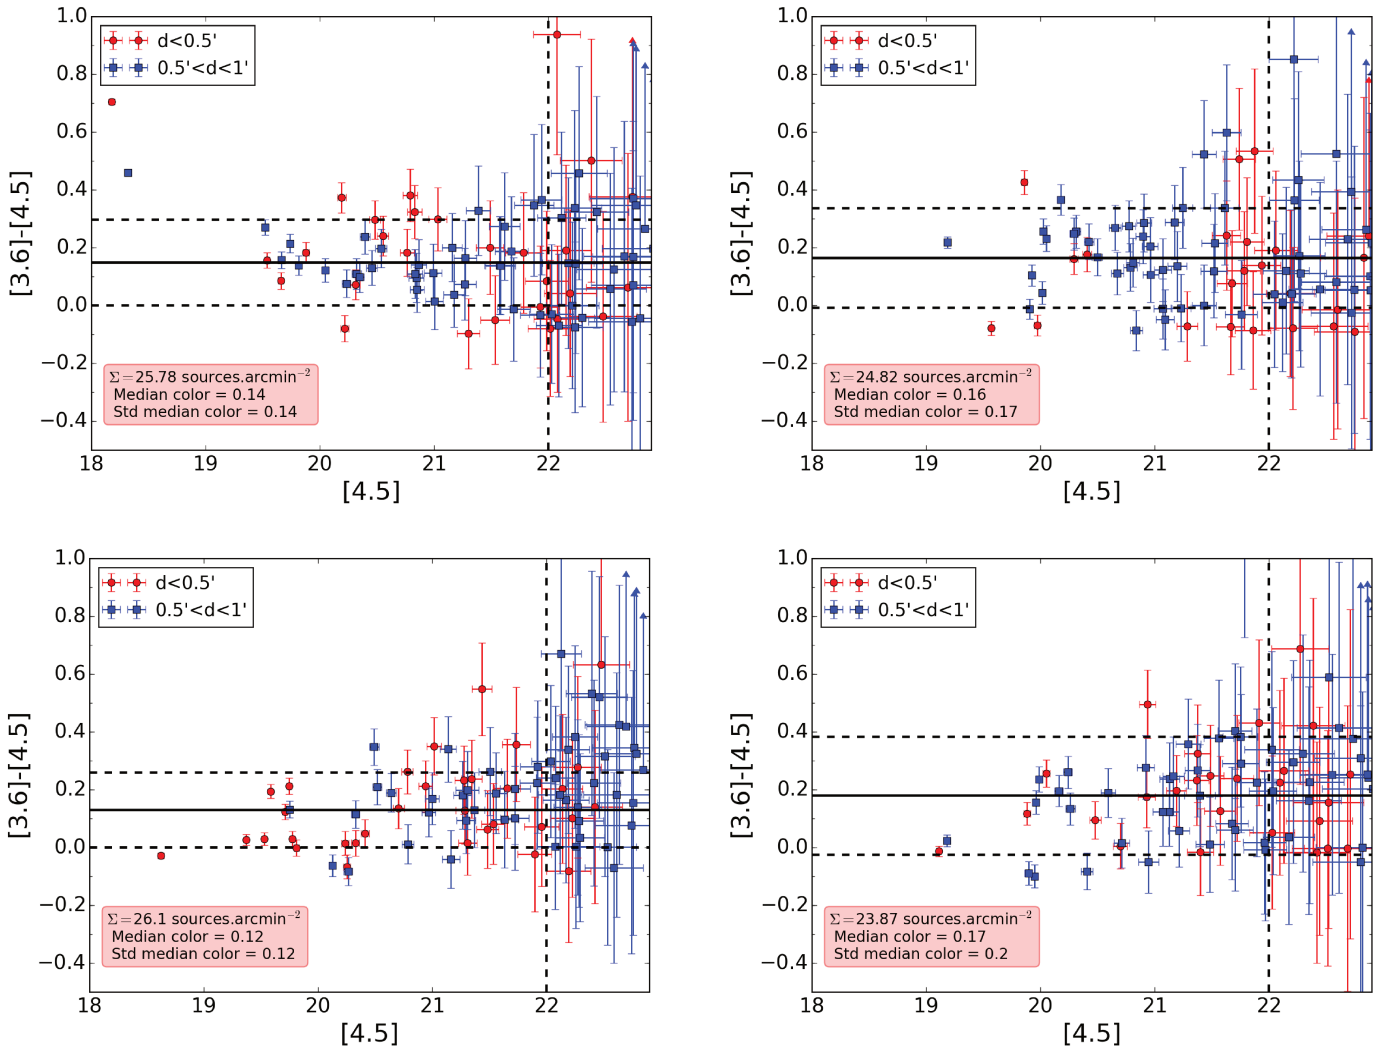 1.0
0.8
0.6
0.4
0.2
0.0
−0.2
−0.4
[3.6]-[4.5]
d<0.5'
0.5'<d<1'
Σ=25.78 sources.arcmin⁻²
Median color = 0.14
Std median color = 0.14
18 19 20 21 22
[4.5]
1.0
0.8
0.6
0.4
0.2
0.0
−0.2
−0.4
[3.6]-[4.5]
d<0.5'
0.5'<d<1'
Σ=24.82 sources.arcmin⁻²
Median color = 0.16
Std median color = 0.17
18 19 20 21 22
[4.5]
1.0
0.8
0.6
0.4
0.2
0.0
−0.2
−0.4
[3.6]-[4.5]
d<0.5'
0.5'<d<1'
Σ=26.1 sources.arcmin⁻²
Median color = 0.12
Std median color = 0.12
18 19 20 21 22
[4.5]
1.0
0.8
0.6
0.4
0.2
0.0
−0.2
−0.4
[3.6]-[4.5]
d<0.5'
0.5'<d<1'
Σ=23.87 sources.arcmin⁻²
Median color = 0.17
Std median color = 0.2
18 19 20 21 22
[4.5]